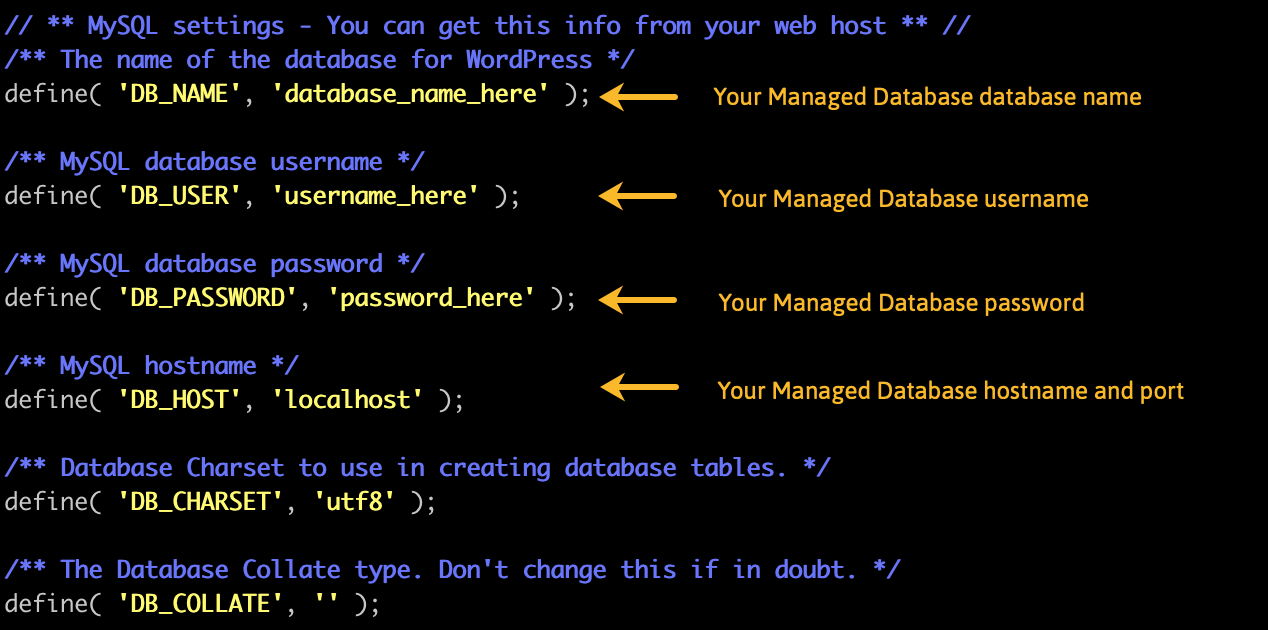 // ** MySQL settings - You can get this info from your web host ** //
/** The name of the database for WordPress */
define( 'DB_NAME', 'database_name_here' ); Your Managed Database database name
/** MySQL database username */
define( 'DB_USER', 'username_here' ); Your Managed Database username
/** MySQL database password */
define( 'DB_PASSWORD', 'password_here' ); Your Managed Database password
/** MySQL hostname */
define( 'DB_HOST', 'localhost' ); Your Managed Database hostname and port
/** Database Charset to use in creating database tables. */
define( 'DB_CHARSET', 'utf8' );
/** The Database Collate type. Don't change this if in doubt. */
define( 'DB_COLLATE', '' );